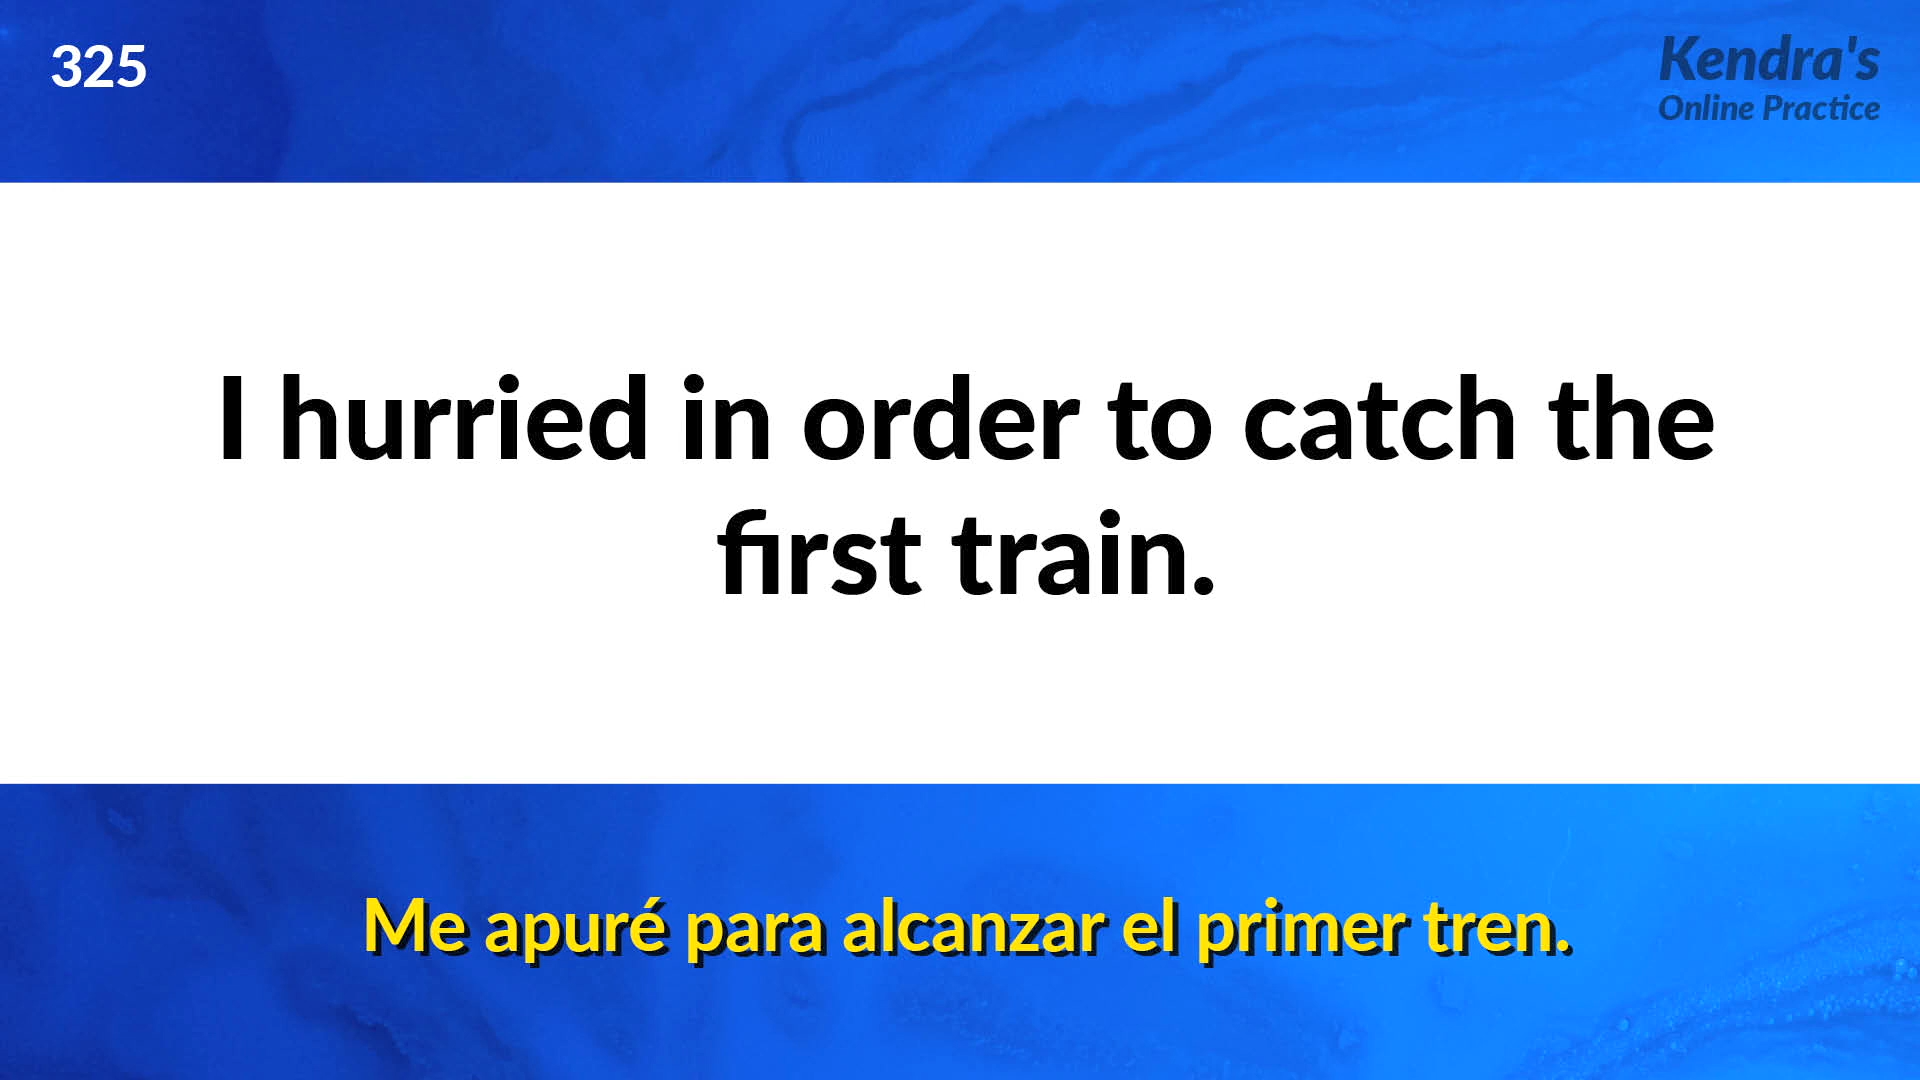 325
Kendra's
Online Practice
I hurried in order to catch the
first train.
Me apuré para alcanzar el primer tren.